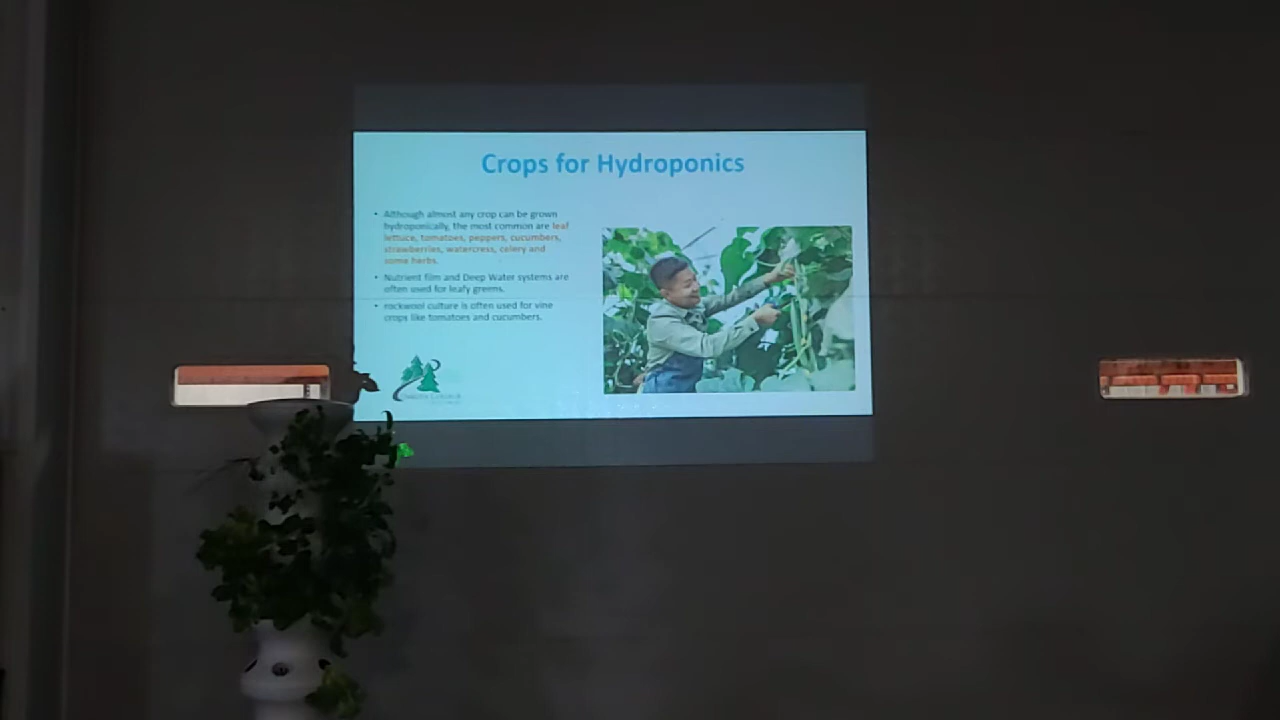 Crops for Hydroponics
• Although almost any crop can be grown
hydroponically, the most common are leaf
lettuce, tomatoes, peppers, cucumbers,
strawberries, watercress, celery and
some herbs.
• Nutrient film and Deep Water systems are
often used for leafy greens.
• rockwool culture is often used for vine
crops like tomatoes and cucumbers.